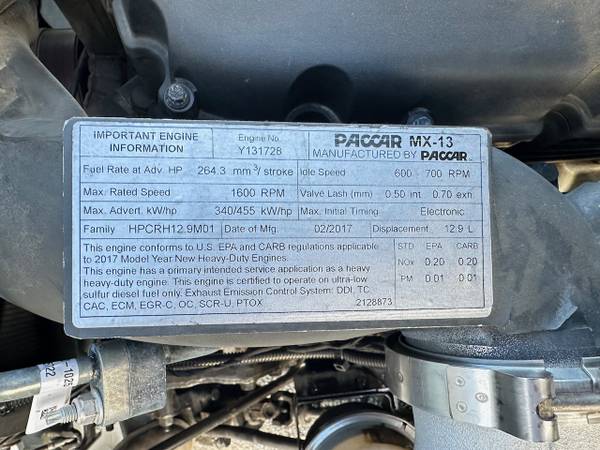 IMPORTANT ENGINE INFORMATION
Engine No.
Y131728
PACCAR MX-13
MANUFACTURED BY PACCAR
Fuel Rate at Adv. HP 264.3 mm³/ stroke
Idle Speed 600 - 700 RPM
Max. Rated Speed 1600 RPM
Valve Lash (mm) 0.50 int 0.70 exh
Max. Advert. kW/hp 340/455 kW/hp
Max. Initial Timing Electronic
Family HPCRH12.9M01
Date of Mfg. 02/2017
Displacement 12.9 L
This engine conforms to U.S. EPA and CARB regulations applicable
to 2017 Model Year New Heavy-Duty Engines.
This engine has a primary intended service application as a heavy
heavy-duty engine. This engine is certified to operate on ultra-low
sulfur diesel fuel only. Exhaust Emission Control System: DDI, TC,
CAC, ECM, EGR-C, OC, SCR-U, PTOX
2128873
STD EPA CARB
NOx 0.20 0.20
PM 0.01 0.01